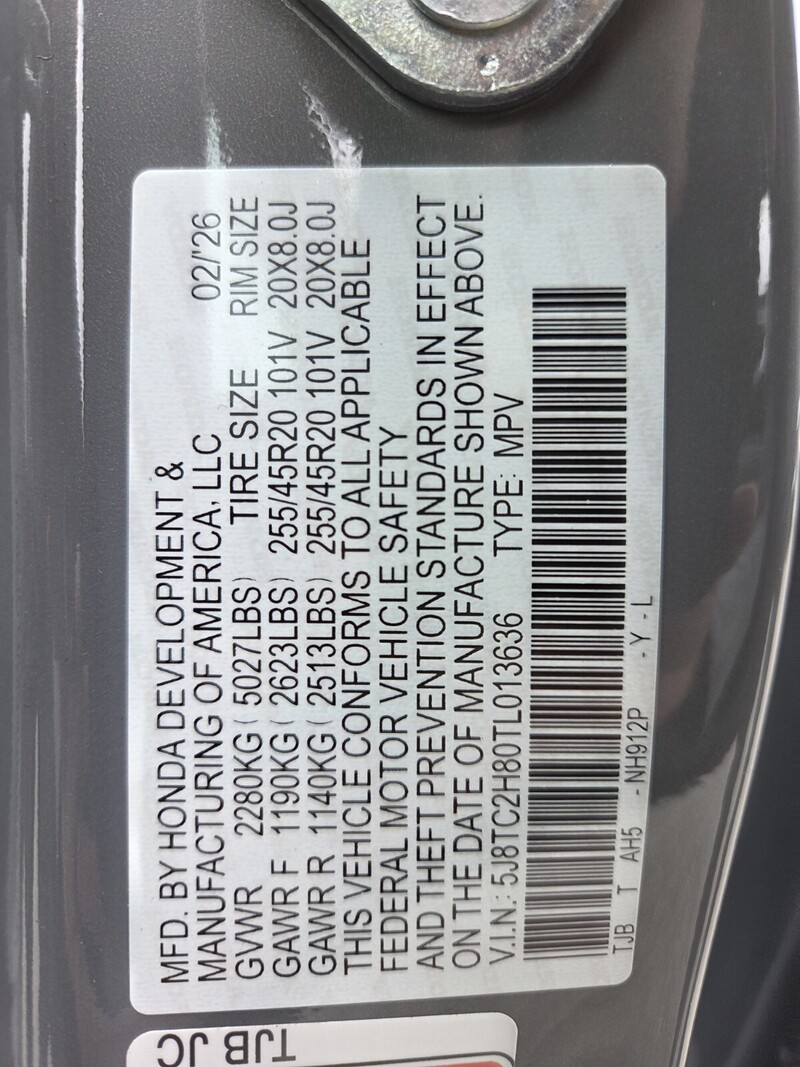 MFD. BY HONDA DEVELOPMENT &
MANUFACTURING OF AMERICA, LLC 02/'26
GVWR 2280KG (5027LBS) TIRE SIZE RIM SIZE
GAWR F 1190KG (2623LBS) 255/45R20 101V 20X8.0J
GAWR R 1140KG (2513LBS) 255/45R20 101V 20X8.0J
THIS VEHICLE CONFORMS TO ALL APPLICABLE
FEDERAL MOTOR VEHICLE SAFETY
AND THEFT PREVENTION STANDARDS IN EFFECT
ON THE DATE OF MANUFACTURE SHOWN ABOVE.
V.I.N.: 5J8TC2H80TL013636 TYPE: MPV
TJB T AH5 -NH912P -Y-L
TJB JC